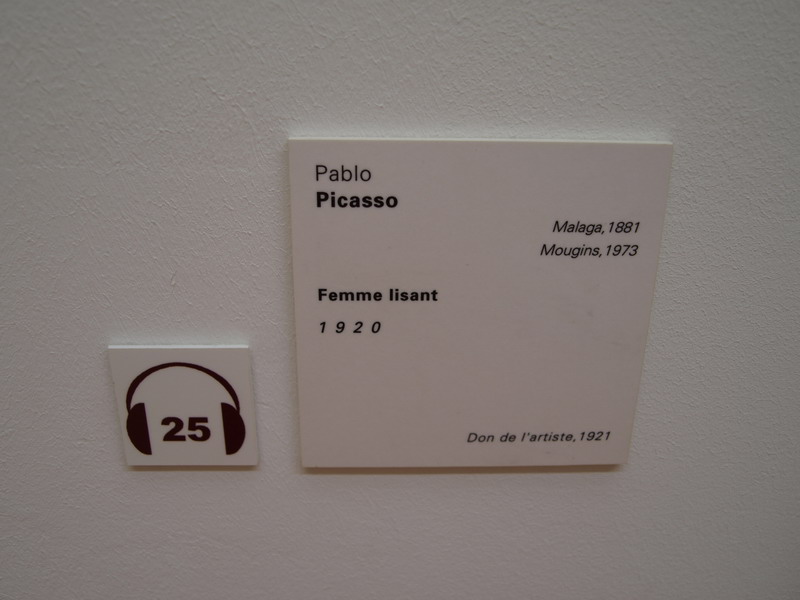 Pablo
Picasso
Malaga,1881
Mougins,1973
Femme lisant
1920
Don de l'artiste,1921
25